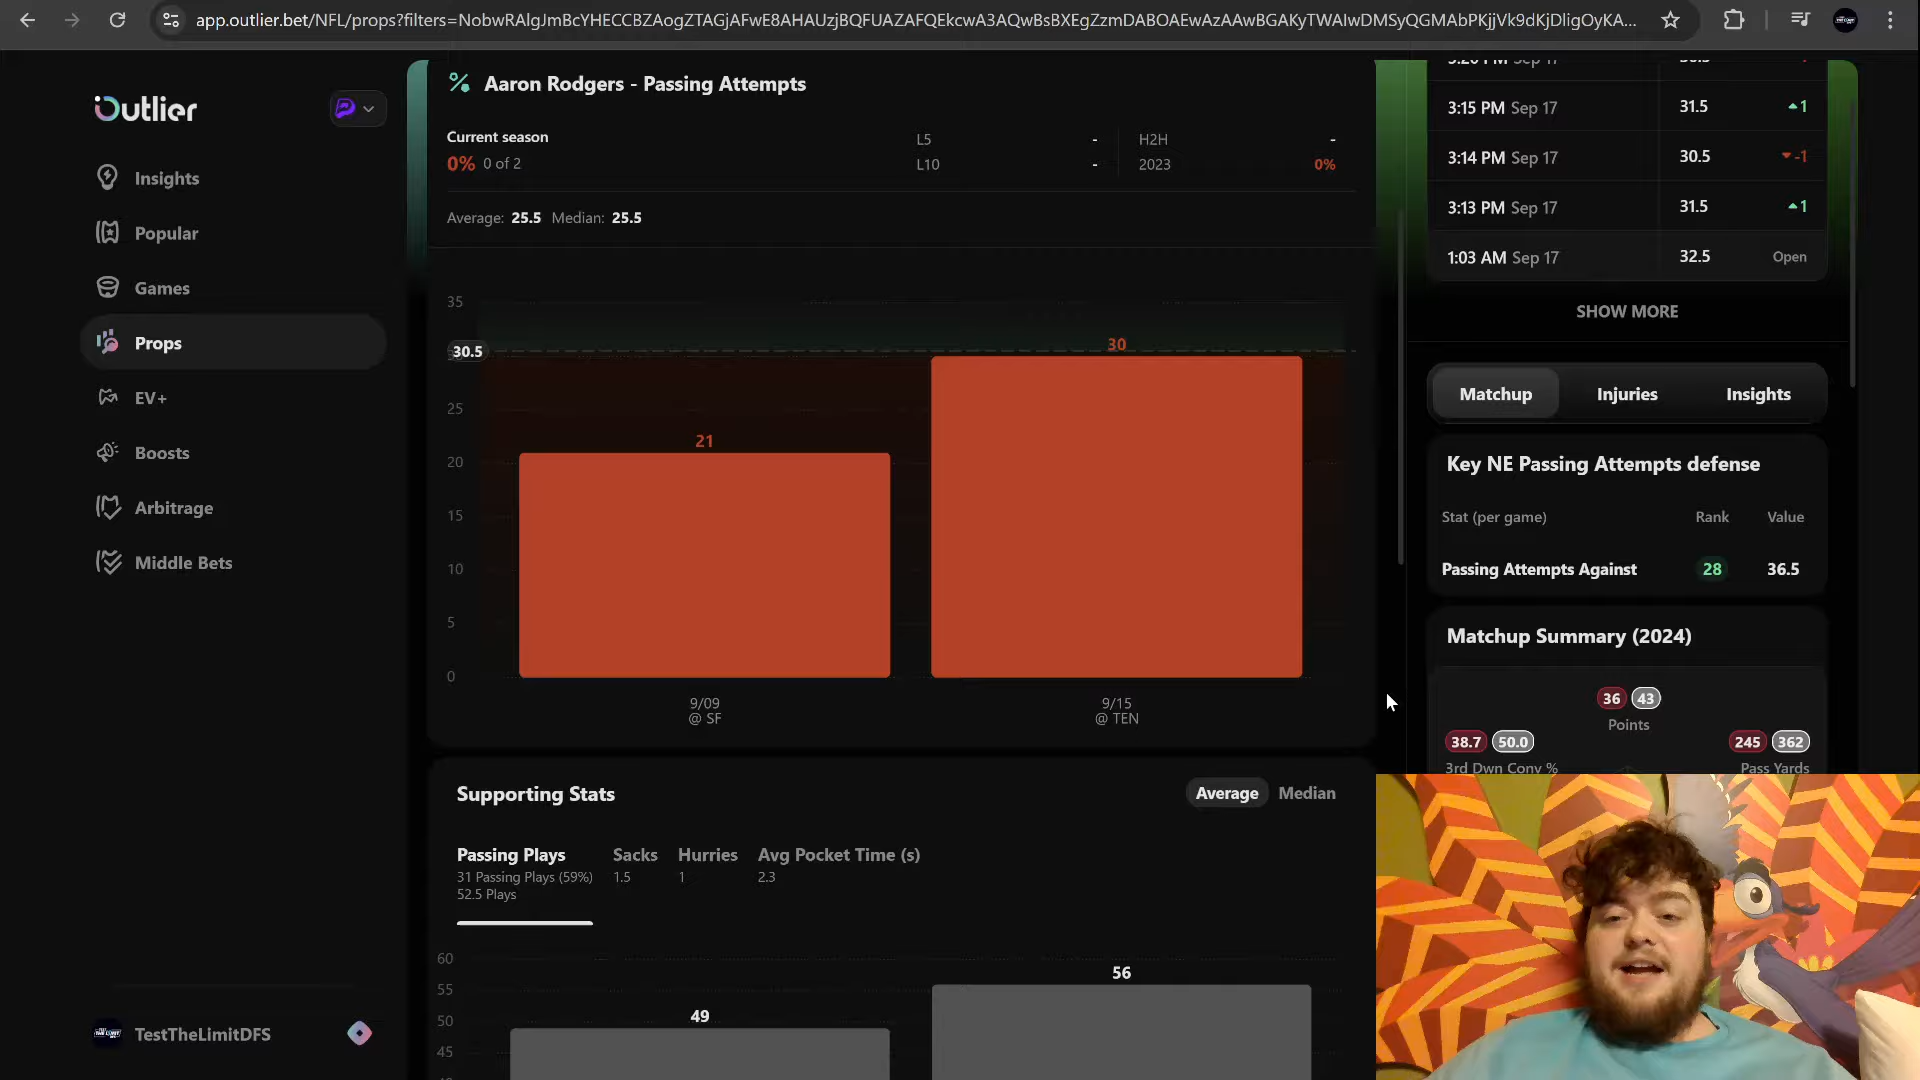 app.outlier.bet/NFL/props?filters=NobwRAlgJmBcYHECCBZAogZTAGjAFwE8AHAUzjBQFUAZAFQEkcwA3AQwBsBXEgZzmDABOAEwAzAAwBGAKyTWAIwDMSyQGMAbPKjjVk9dKjDligOyKA...
Outlier
Insights
Popular
Games
Props
EV+
Boosts
Arbitrage
Middle Bets
TestTheLimitDFS
Aaron Rodgers - Passing Attempts
Current season
0% 0 of 2
L5 -
L10 -
H2H -
2023 0%
Average: 25.5 Median: 25.5
35
30.5
25
20
15
10
5
0
21
30
9/09
@ SF
9/15
@ TEN
Supporting Stats
Average Median
Passing Plays
31 Passing Plays (59%)
52.5 Plays
Sacks
1.5
Hurries
1
Avg Pocket Time (s)
2.3
60
55
50
45
49
56
3:15 PM Sep 17 31.5 1
3:14 PM Sep 17 30.5 -1
3:13 PM Sep 17 31.5 1
1:03 AM Sep 17 32.5 Open
SHOW MORE
Matchup Injuries Insights
Key NE Passing Attempts defense
Stat (per game) Rank Value
Passing Attempts Against 28 36.5
Matchup Summary (2024)
36 43
Points
38.7 50.0
3rd Dwn Conv %
245 362
Pass Yards